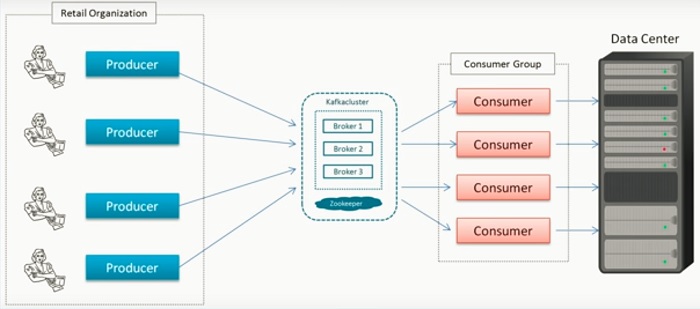 Retail Organization
Producer
Producer
Producer
Producer
Kafkacluster
Broker 1
Broker 2
Broker 3
Zookeeper
Consumer Group
Consumer
Consumer
Consumer
Consumer
Data Center